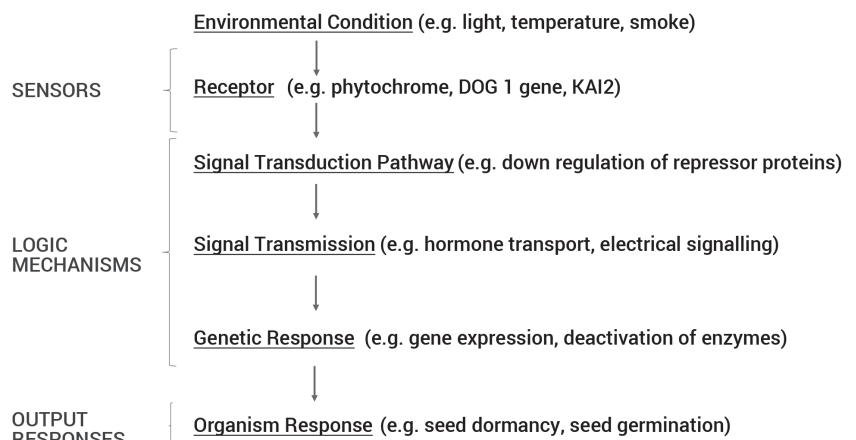 Environmental Condition (e.g. light, temperature, smoke)
SENSORS
Receptor (e.g. phytochrome, DOG 1 gene, KAI2)
Signal Transduction Pathway (e.g. down regulation of repressor proteins)
LOGIC
MECHANISMS
Signal Transmission (e.g. hormone transport, electrical signalling)
Genetic Response (e.g. gene expression, deactivation of enzymes)
OUTPUT
RESPONSES
Organism Response (e.g. seed dormancy, seed germination)